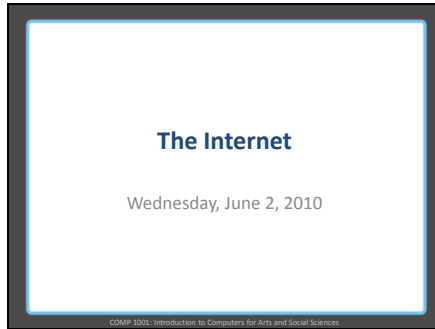 The Internet
Wednesday, June 2, 2010
COMP 1001: Introduction to Computers for Arts and Social Sciences